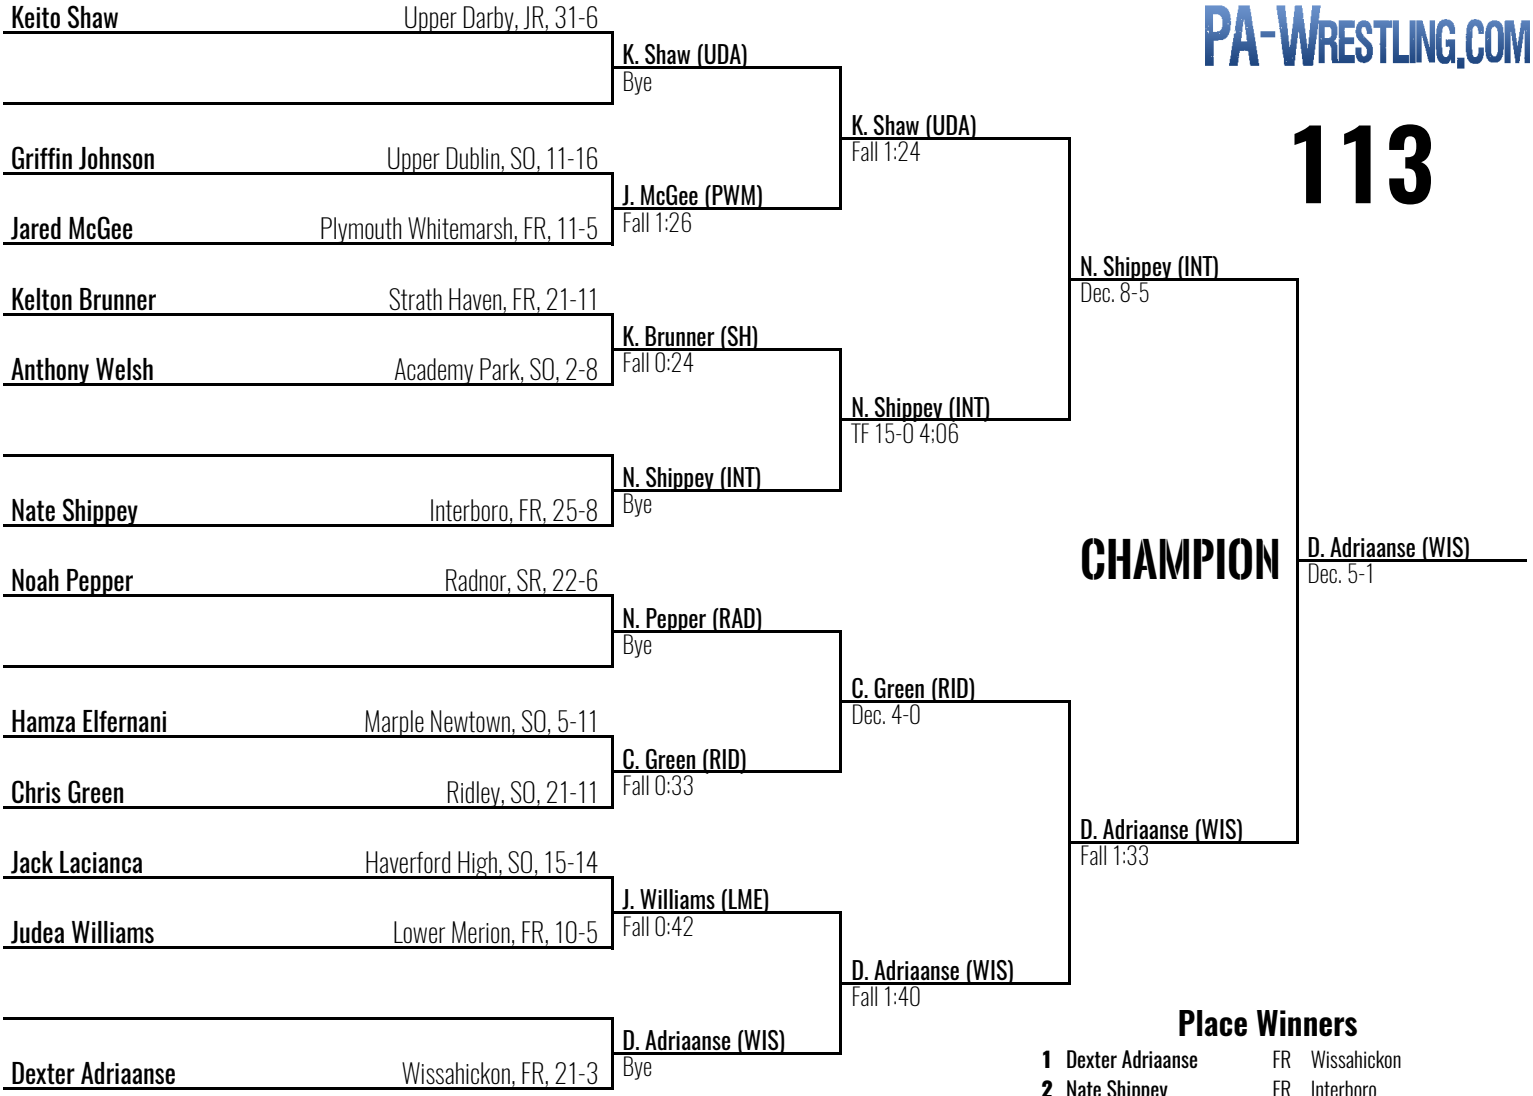 Keito Shaw Upper Darby, JR, 31-6
PA-WRESTLING.COM
K. Shaw (UDA)
Bye
113
K. Shaw (UDA)
Fall 1:24
Griffin Johnson Upper Dublin, SO, 11-16
J. McGee (PWM)
Fall 1:26
Jared McGee Plymouth Whitemarsh, FR, 11-5
N. Shippey (INT)
Dec. 8-5
Kelton Brunner Strath Haven, FR, 21-11
K. Brunner (SH)
Fall 0:24
Anthony Welsh Academy Park, SO, 2-8
N. Shippey (INT)
TF 15-0 4:06
N. Shippey (INT)
Bye
Nate Shippey Interboro, FR, 25-8
CHAMPION
D. Adriaanse (WIS)
Dec. 5-1
Noah Pepper Radnor, SR, 22-6
N. Pepper (RAD)
Bye
C. Green (RID)
Dec. 4-0
Hamza Elfernani Marple Newtown, SO, 5-11
C. Green (RID)
Fall 0:33
Chris Green Ridley, SO, 21-11
D. Adriaanse (WIS)
Fall 1:33
Jack Lacianca Haverford High, SO, 15-14
J. Williams (LME)
Fall 0:42
Judea Williams Lower Merion, FR, 10-5
D. Adriaanse (WIS)
Fall 1:40
D. Adriaanse (WIS)
Bye
Dexter Adriaanse Wissahickon, FR, 21-3
Place Winners
1 Dexter Adriaanse FR Wissahickon
2 Nate Shippey FR Interboro